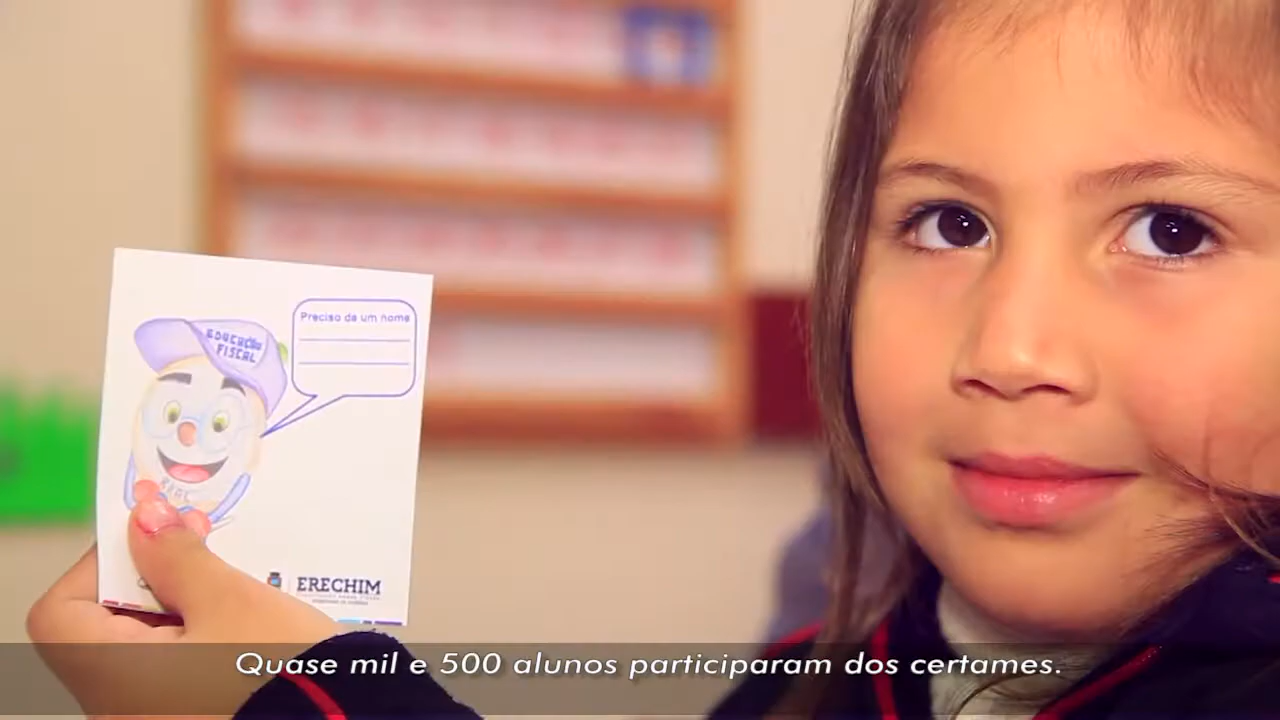 Preciso de um nome
EDUCAÇÃO
FISCAL
ERECHIM
Quase mil e 500 alunos participaram dos certames.